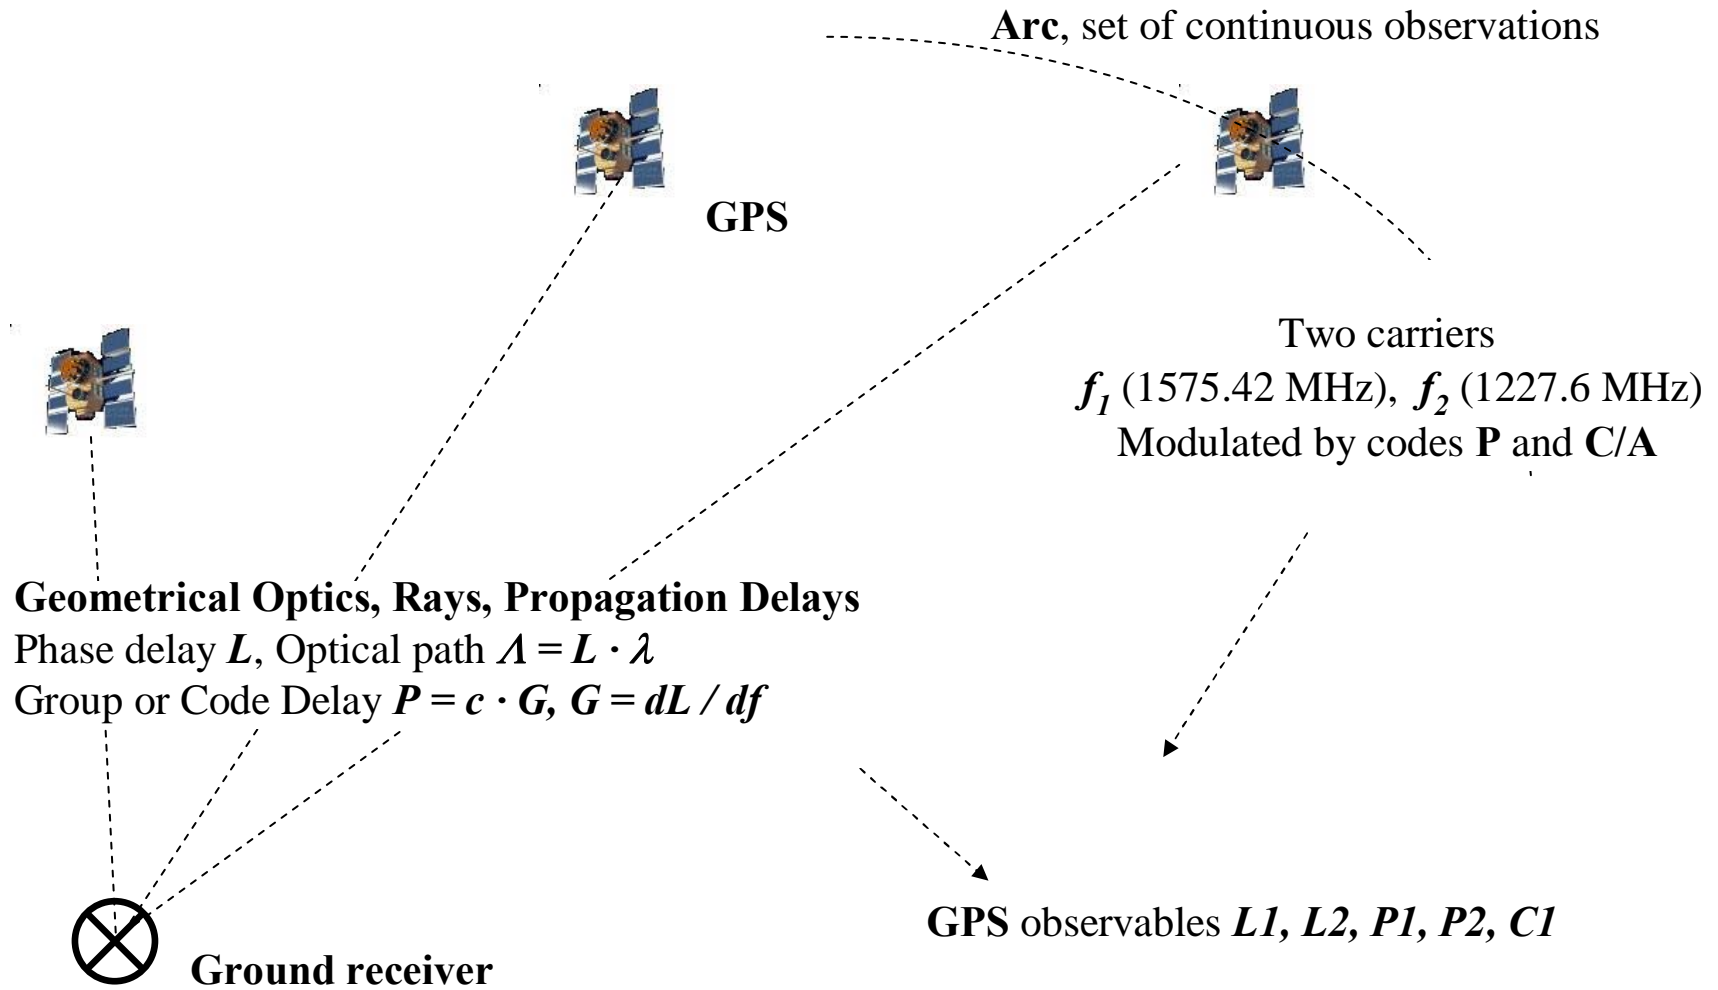 Arc, set of continuous observations
GPS
Two carriers
f1 (1575.42 MHz), f2 (1227.6 MHz)
Modulated by codes P and C/A
Geometrical Optics, Rays, Propagation Delays
Phase delay L, Optical path Λ = L · λ
Group or Code Delay P = c · G, G = dL / df
GPS observables L1, L2, P1, P2, C1
Ground receiver